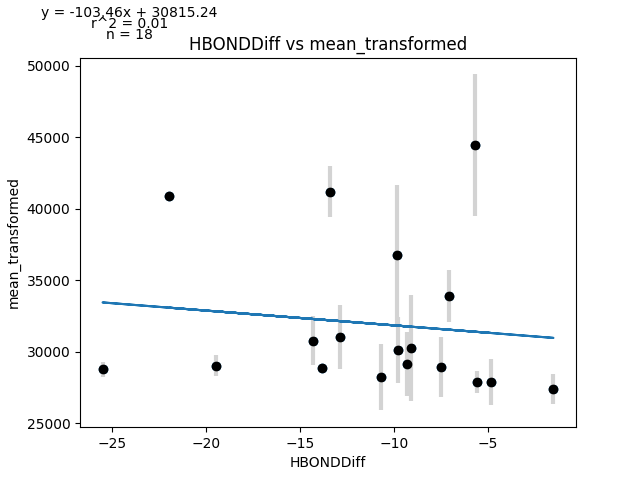 y = -103.46x + 30815.24
r^2 = 0.01
n = 18
HBONDDiff vs mean_transformed
50000
45000
40000
35000
30000
25000
mean_transformed
−25
−20
−15
−10
−5
HBONDDiff